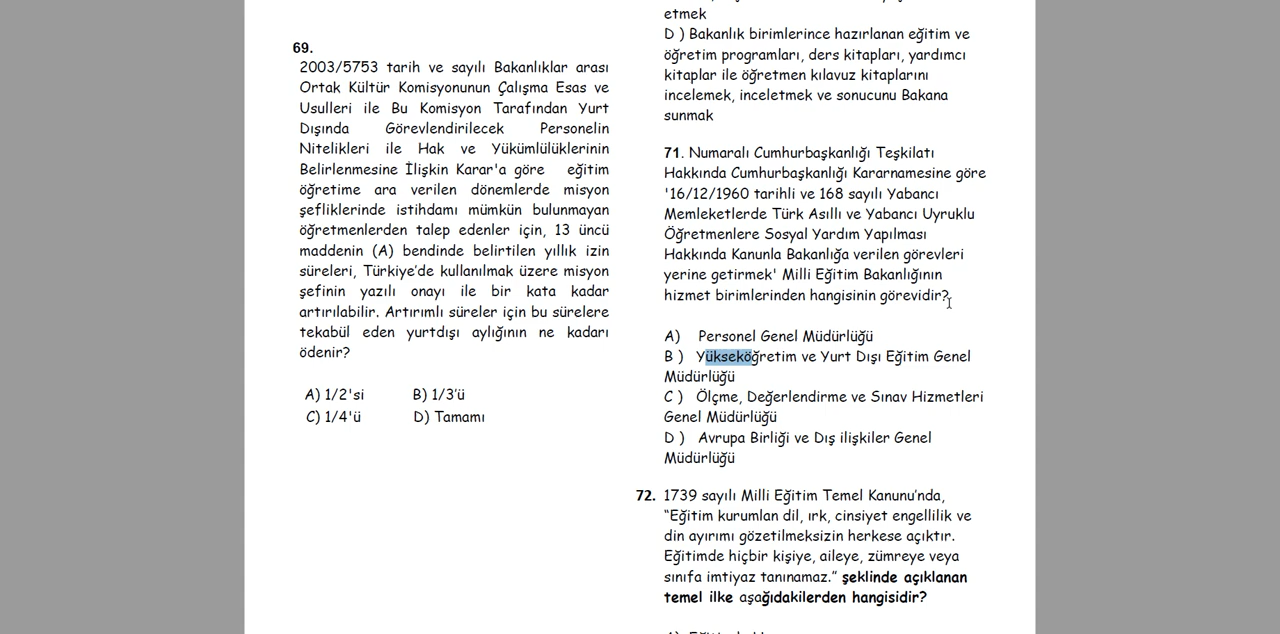 69.
2003/5753 tarih ve sayılı Bakanlıklar arası
Ortak Kültür Komisyonunun Çalışma Esas ve
Usulleri ile Bu Komisyon Tarafından Yurt
Dışında Görevlendirilecek Personelin
Nitelikleri ile Hak ve Yükümlülüklerinin
Belirlenmesine İlişkin Karar'a göre eğitim
öğretime ara verilen dönemlerde misyon
şefliklerinde istihdamı mümkün bulunmayan
öğretmenlerden talep edenler için, 13 üncü
maddenin (A) bendinde belirtilen yıllık izin
süreleri, Türkiye’de kullanılmak üzere misyon
şefinin yazılı onayı ile bir kata kadar
artırılabilir. Artırımlı süreler için bu sürelere
tekabül eden yurtdışı aylığının ne kadarı
ödenir?
A) 1/2'si B) 1/3’ü
C) 1/4'ü D) Tamamı
etmek
D ) Bakanlık birimlerince hazırlanan eğitim ve
öğretim programları, ders kitapları, yardımcı
kitaplar ile öğretmen kılavuz kitaplarını
incelemek, inceletmek ve sonucunu Bakana
sunmak
71. Numaralı Cumhurbaşkanlığı Teşkilatı
Hakkında Cumhurbaşkanlığı Kararnamesine göre
'16/12/1960 tarihli ve 168 sayılı Yabancı
Memleketlerde Türk Asıllı ve Yabancı Uyruklu
Öğretmenlere Sosyal Yardım Yapılması
Hakkında Kanunla Bakanlığa verilen görevleri
yerine getirmek' Milli Eğitim Bakanlığının
hizmet birimlerinden hangisinin görevidir?
A) Personel Genel Müdürlüğü
B ) Yükseköğretim ve Yurt Dışı Eğitim Genel
Müdürlüğü
C ) Ölçme, Değerlendirme ve Sınav Hizmetleri
Genel Müdürlüğü
D ) Avrupa Birliği ve Dış ilişkiler Genel
Müdürlüğü
72. 1739 sayılı Milli Eğitim Temel Kanunu’nda,
“Eğitim kurumlan dil, ırk, cinsiyet engellilik ve
din ayırımı gözetilmeksizin herkese açıktır.
Eğitimde hiçbir kişiye, aileye, zümreye veya
sınıfa imtiyaz tanınamaz.” şeklinde açıklanan
temel ilke aşağıdakilerden hangisidir?